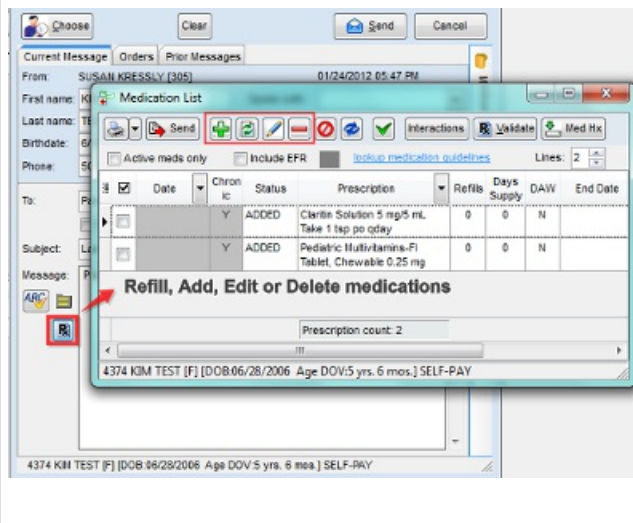 Choose Clear Send Cancel
Current Message Orders Prior Messages
From: SUSAN KRESSLY [305] 01/24/2012 05:47 PM
First name:
Last name:
Birthdate: 6/
Phone:
To:
Subject:
Message:
ABC
Rx
Medication List
Send Interactions Validate Med Hx
Active meds only Include EFR lookup medication guidelines Lines: 2
Date Chronic Status Prescription Refills Days Supply DAW End Date
Y ADDED Claritin Solution 5 mg/5 mL 0 0 N
Take 1 tsp po qday
Y ADDED Pediatric Multivitamins-Fl 0 0 N
Tablet, Chewable 0.25 mg
Refill, Add, Edit or Delete medications
Prescription count: 2
4374 KIM TEST [F] [DOB:06/28/2006 Age DOV:5 yrs. 6 mos.] SELF-PAY
4374 KIM TEST [F] [DOB:06/28/2006 Age DOV:5 yrs. 6 mos.] SELF-PAY